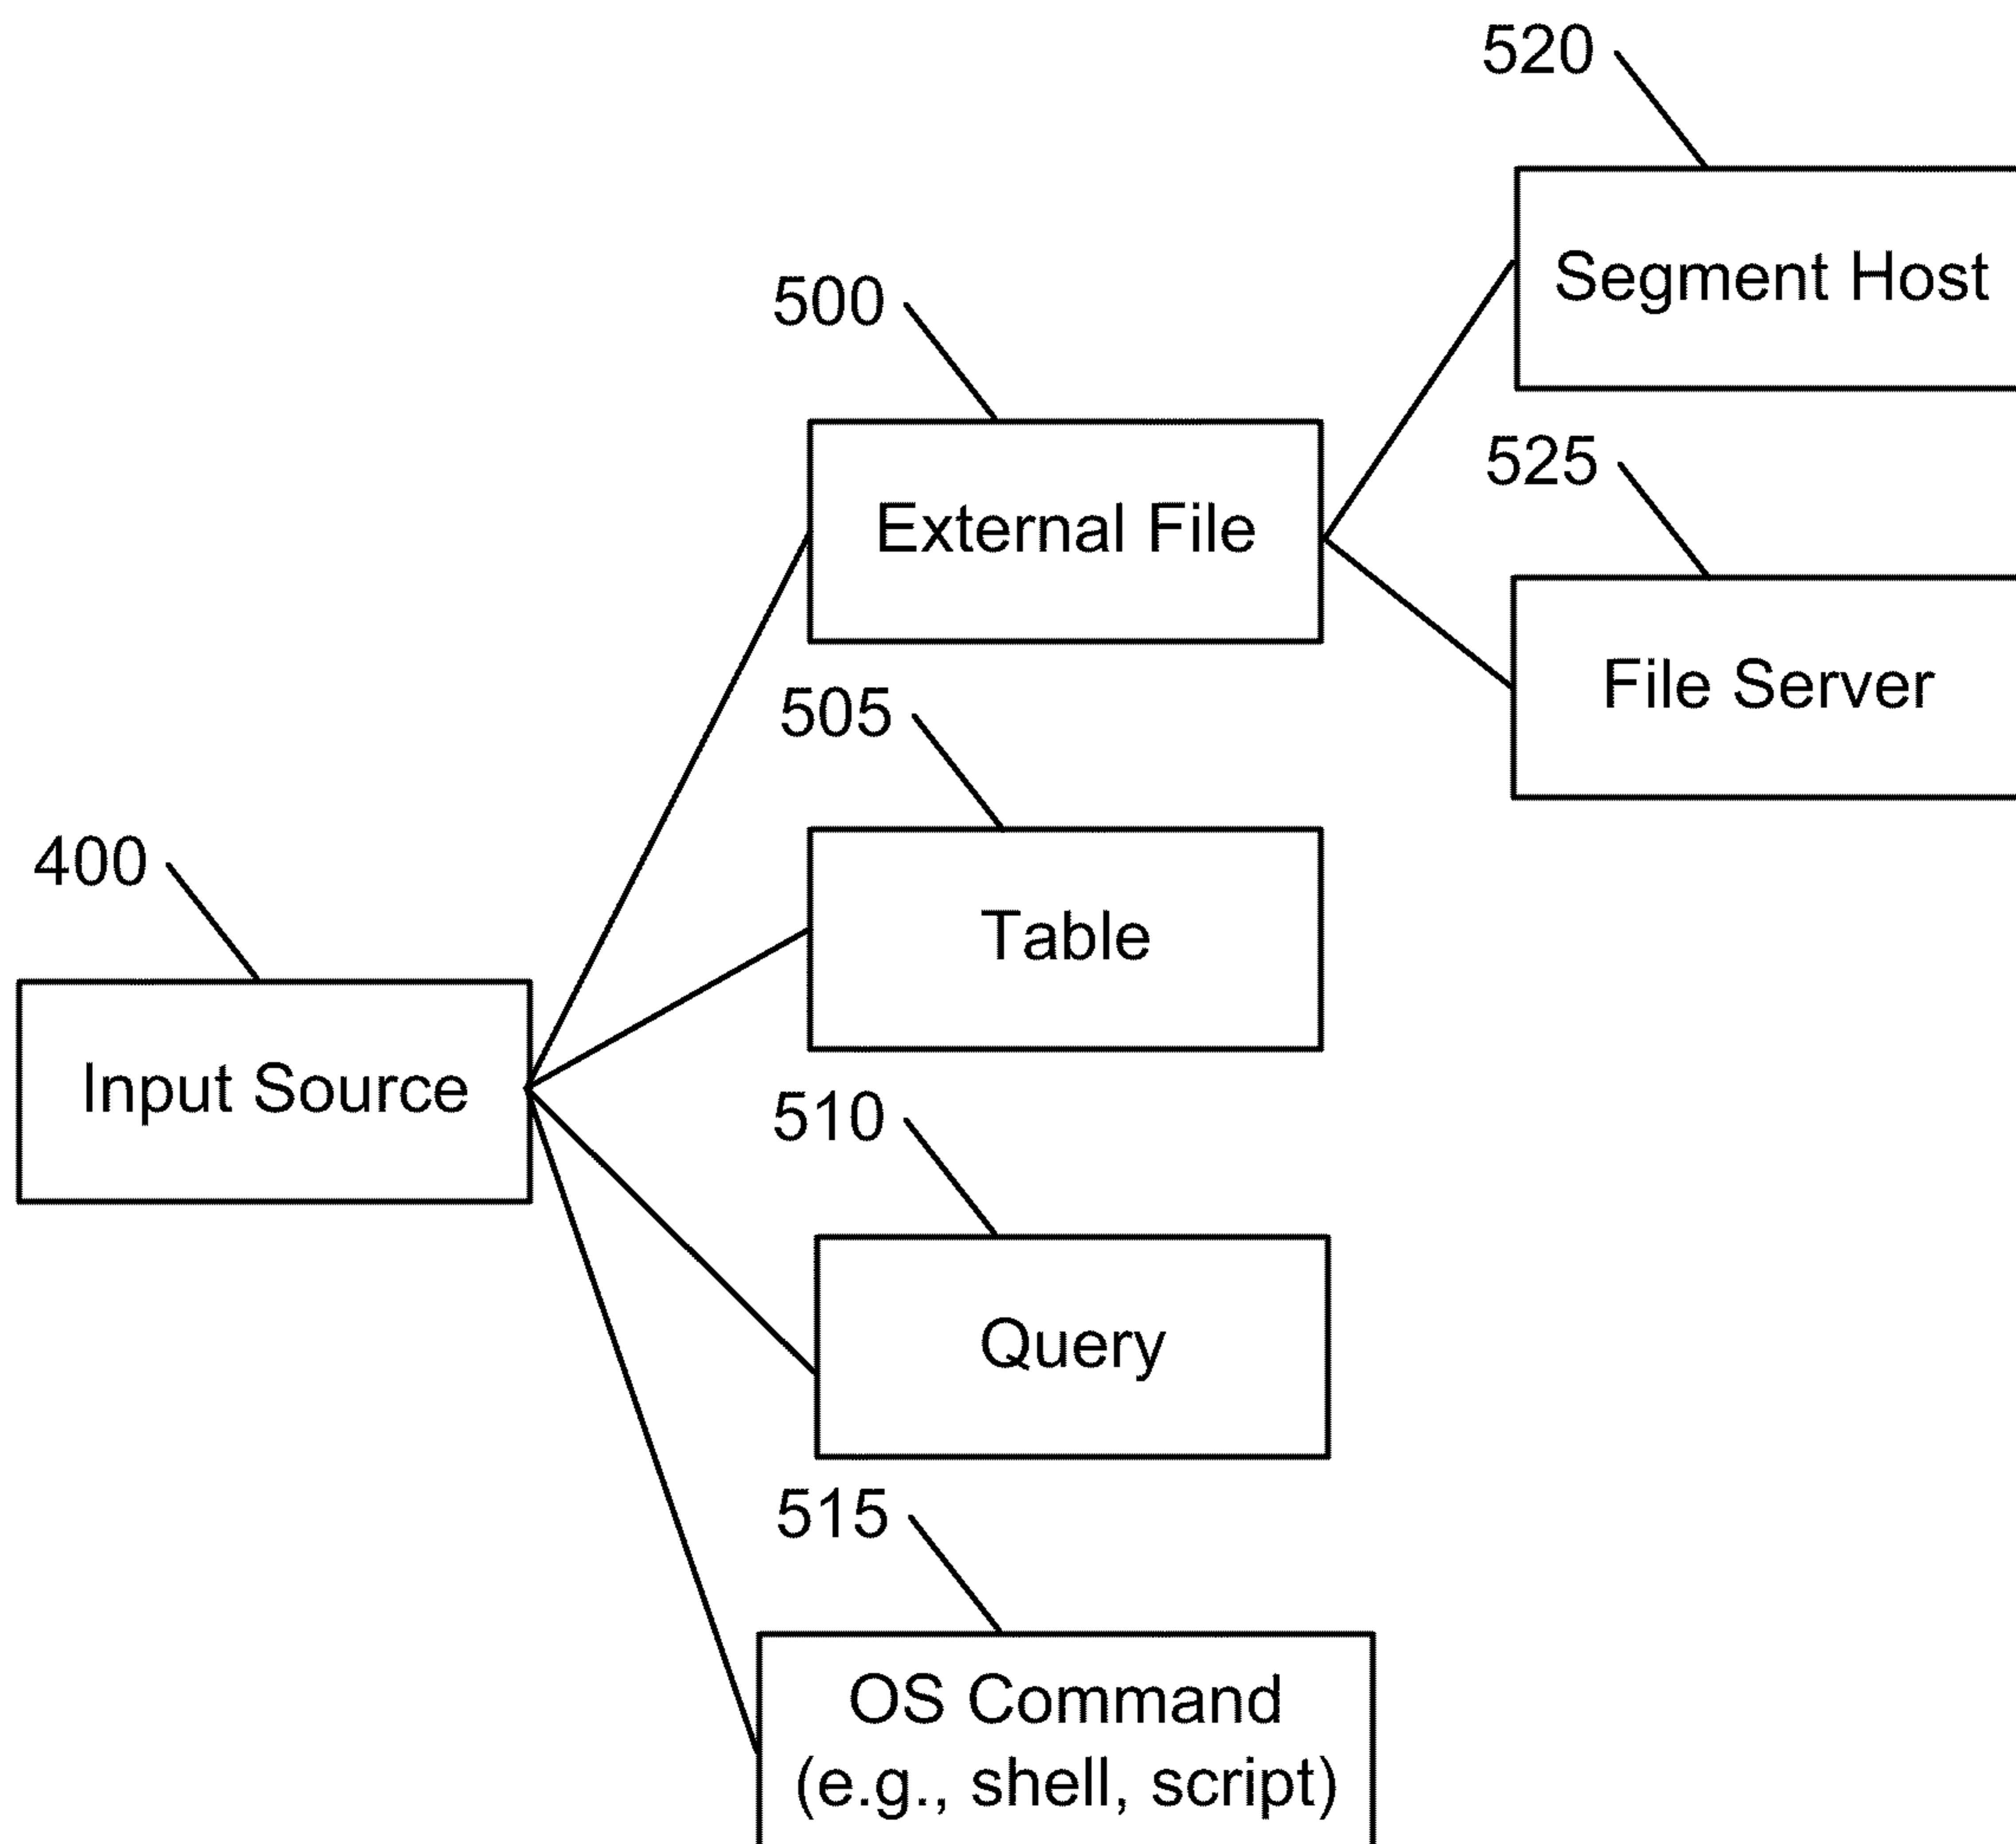 520
Segment Host
500
External File
525
File Server
505
Table
400
Input Source
510
Query
515
OS Command
(e.g., shell, script)